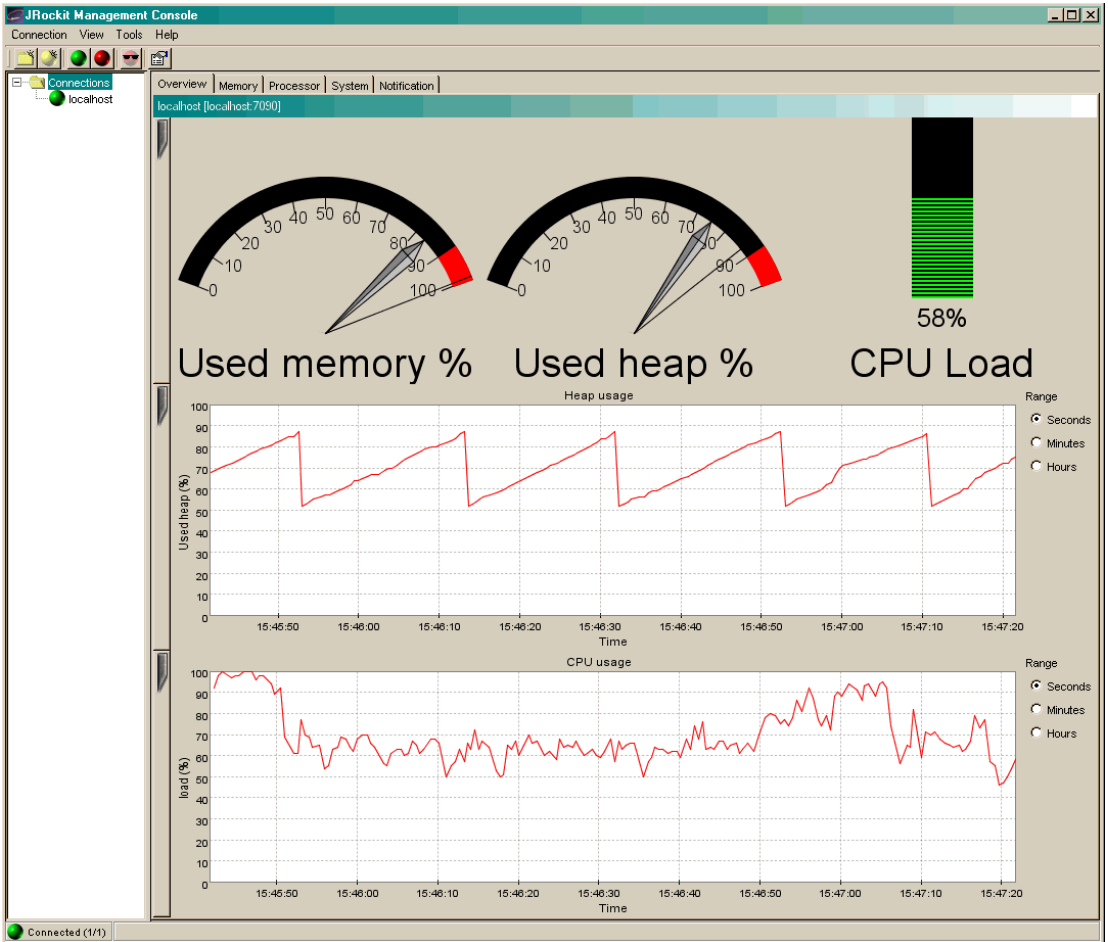 JRockit Management Console
Connection View Tools Help
Connections
localhost
Overview Memory Processor System Notification
localhost [localhost:7090]
0 10 20 30 40 50 60 70 80 90 100
0 10 20 30 40 50 60 70 80 90 100
58%
Used memory % Used heap % CPU Load
Heap usage
Used heap (%)
100
90
80
70
60
50
40
30
20
10
0
15:45:50 15:46:00 15:46:10 15:46:20 15:46:30 15:46:40 15:46:50 15:47:00 15:47:10 15:47:20
Time
Range
Seconds
Minutes
Hours
CPU usage
load (%)
100
90
80
70
60
50
40
30
20
10
0
15:45:50 15:46:00 15:46:10 15:46:20 15:46:30 15:46:40 15:46:50 15:47:00 15:47:10 15:47:20
Time
Range
Seconds
Minutes
Hours
Connected (1/1)